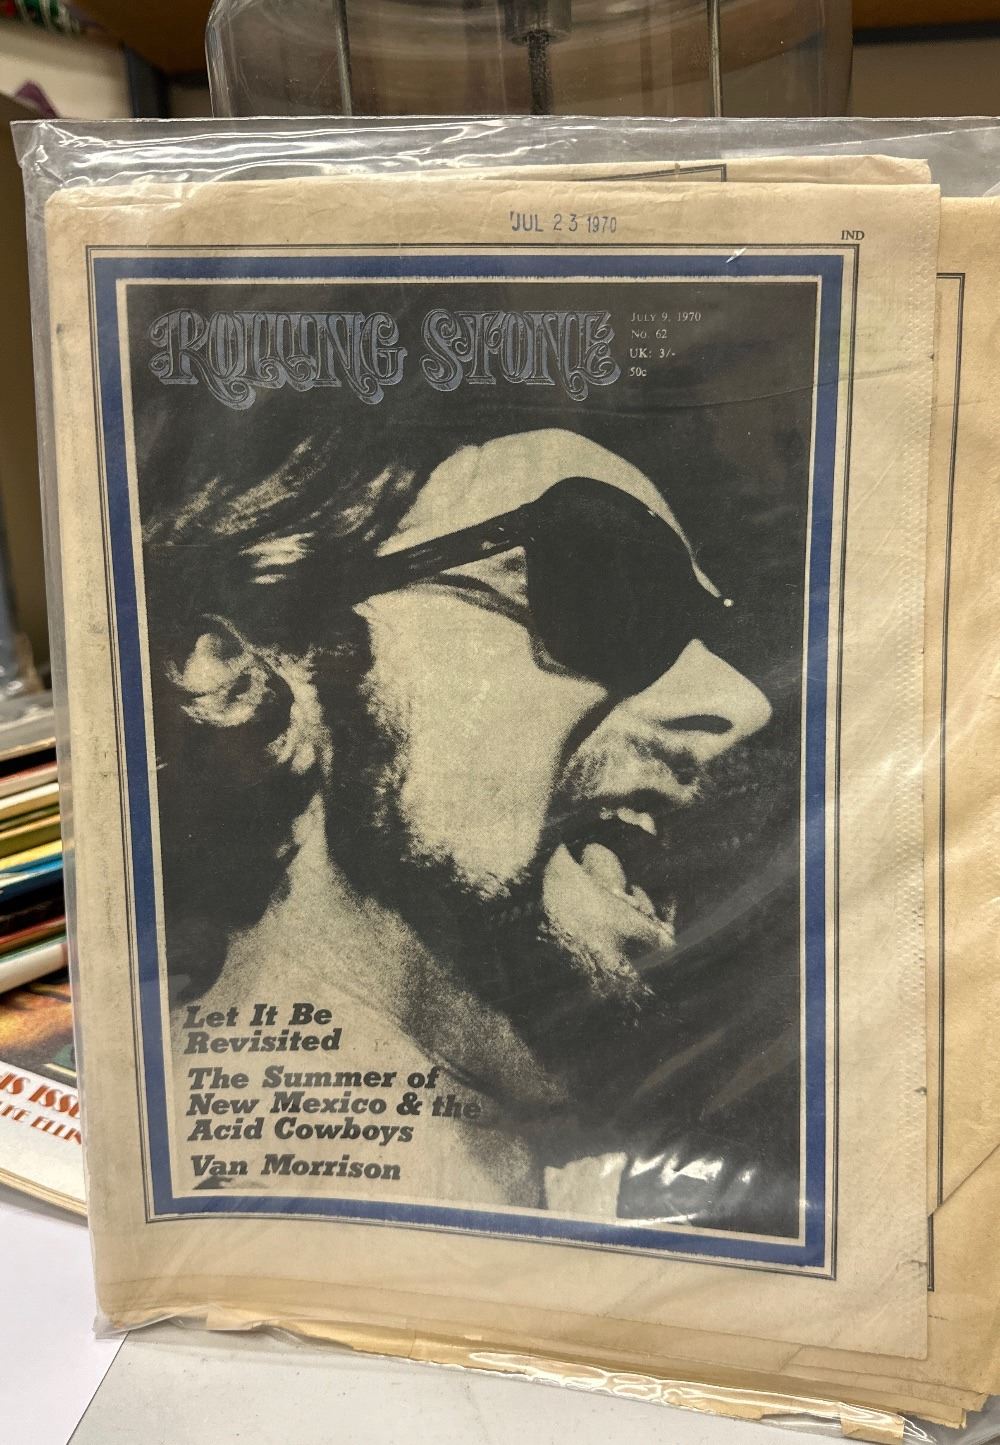 JUL 23 1970
IND
ROLLING STONE
JULY 9, 1970
No. 62
UK: 3/-
50c
Let It Be
Revisited
The Summer of
New Mexico & the
Acid Cowboys
Van Morrison